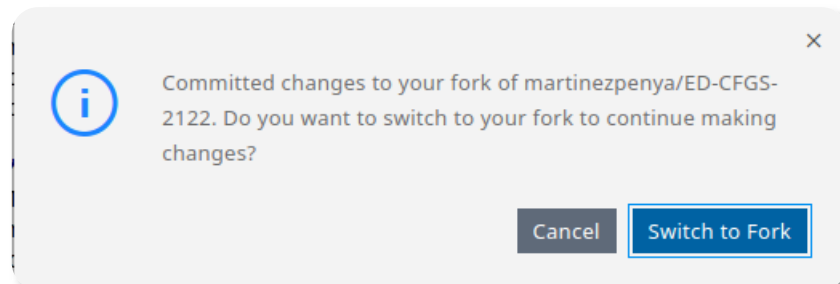 Committed changes to your fork of martinezpenya/ED-CFGS-
2122. Do you want to switch to your fork to continue making
changes?
Cancel Switch to Fork